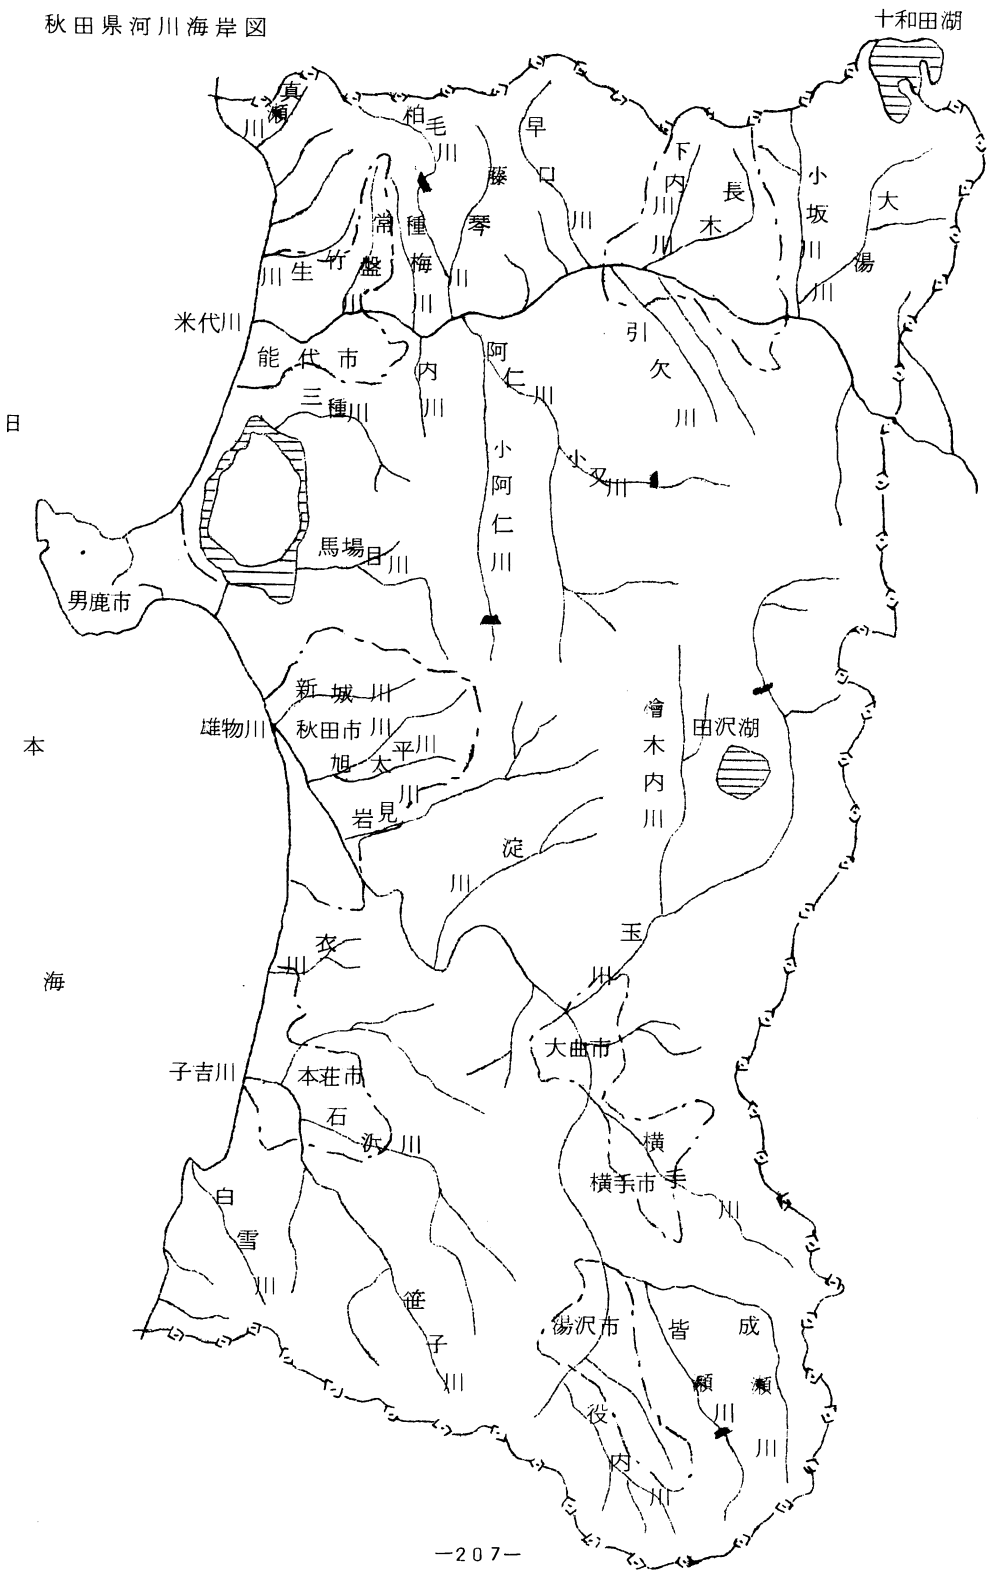 秋田県河川海岸図
十和田湖
真瀬川
粕毛川
早口川
藤琴川
下内川
長木川
小坂川
大湯川
常盤川
種梅川
竹生川
米代川
能代市
内川
阿仁川
引欠川
三種川
小阿仁川
小又川
日本海
馬場目川
男鹿市
新城川
雄物川
秋田市
旭川
太平川
岩見川
檜木内川
田沢湖
淀川
玉川
衣川
大曲市
子吉川
本荘市
石沢川
横手川
横手市
白雪川
笹子川
湯沢市
皆瀬川
成瀬川
役内川
—207—